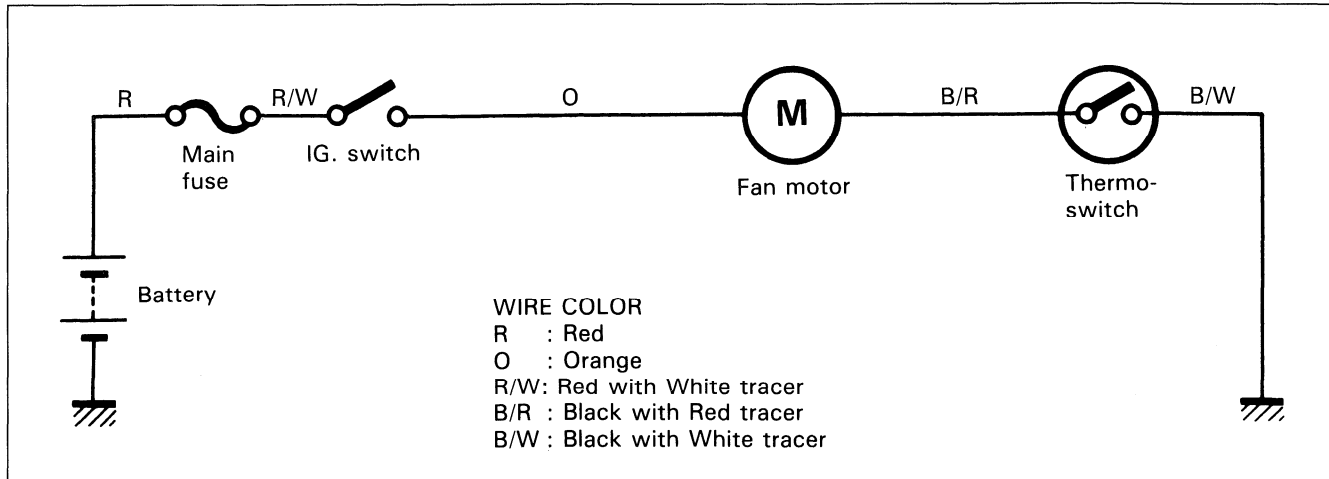 R
R/W
O
B/R
B/W
M
Main
fuse
IG. switch
Fan motor
Thermo-
switch
Battery
WIRE COLOR
R : Red
O : Orange
R/W: Red with White tracer
B/R : Black with Red tracer
B/W : Black with White tracer